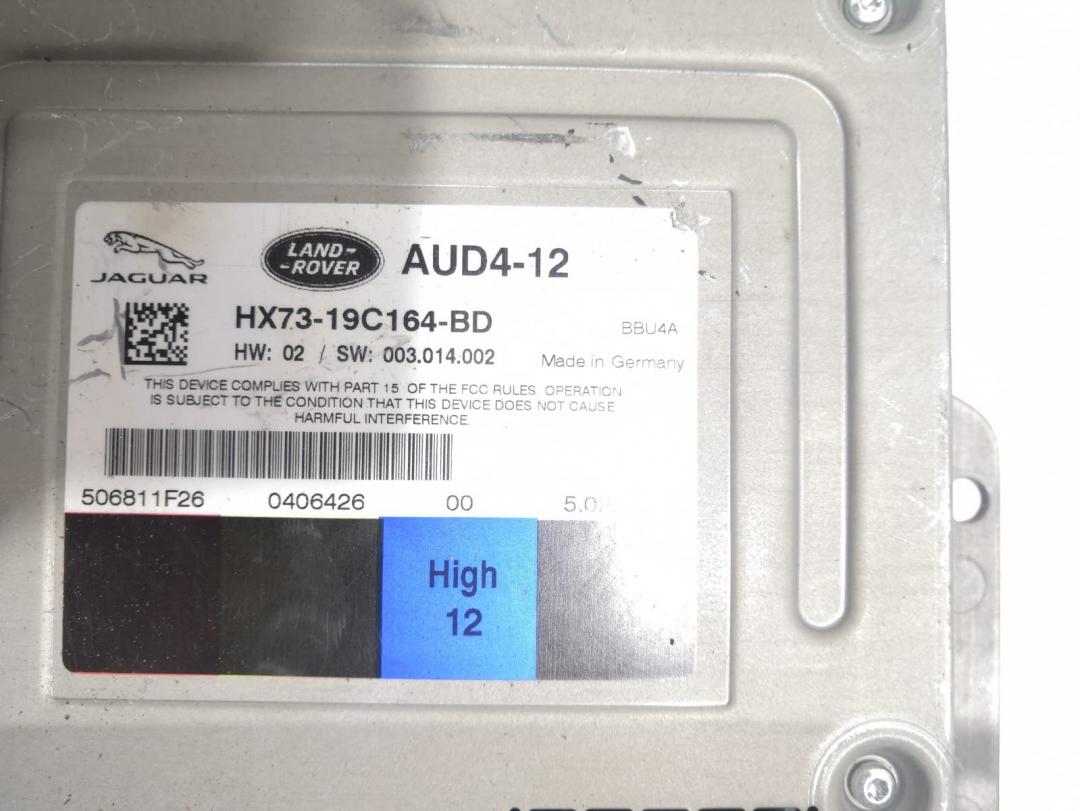 JAGUAR
LAND-
-ROVER
AUD4-12
HX73-19C164-BD
BBU4A
HW: 02 / SW: 003.014.002
Made in Germany
THIS DEVICE COMPLIES WITH PART 15 OF THE FCC RULES OPERATION
IS SUBJECT TO THE CONDITION THAT THIS DEVICE DOES NOT CAUSE
HARMFUL INTERFERENCE.
506811F26 0406426 00
High
12